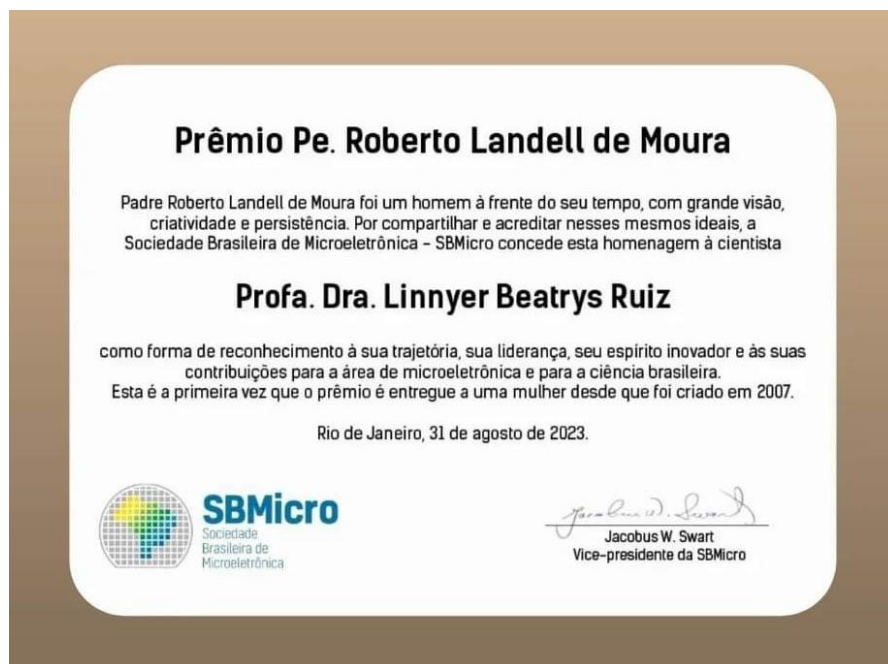 Prêmio Pe. Roberto Landell de Moura
Padre Roberto Landell de Moura foi um homem à frente do seu tempo, com grande visão,
criatividade e persistência. Por compartilhar e acreditar nesses mesmos ideais, a
Sociedade Brasileira de Microeletrônica – SBMicro concede esta homenagem à cientista
Profa. Dra. Linnyer Beatrys Ruiz
como forma de reconhecimento à sua trajetória, sua liderança, seu espírito inovador e às suas
contribuições para a área de microeletrônica e para a ciência brasileira.
Esta é a primeira vez que o prêmio é entregue a uma mulher desde que foi criado em 2007.
Rio de Janeiro, 31 de agosto de 2023.
SBMicro
Sociedade
Brasileira de
Microeletrônica
Jacobus W. Swart
Jacobus W. Swart
Vice-presidente da SBMicro